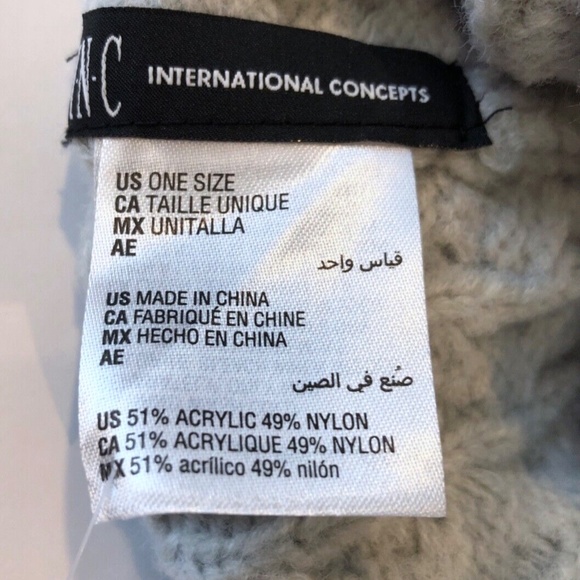 N·C INTERNATIONAL CONCEPTS
US ONE SIZE
CA TAILLE UNIQUE
MX UNITALLA
AE
قياس واحد
US MADE IN CHINA
CA FABRIQUÉ EN CHINE
MX HECHO EN CHINA
AE
صُنع في الصين
US 51% ACRYLIC 49% NYLON
CA 51% ACRYLIQUE 49% NYLON
MX 51% acrílico 49% nilón